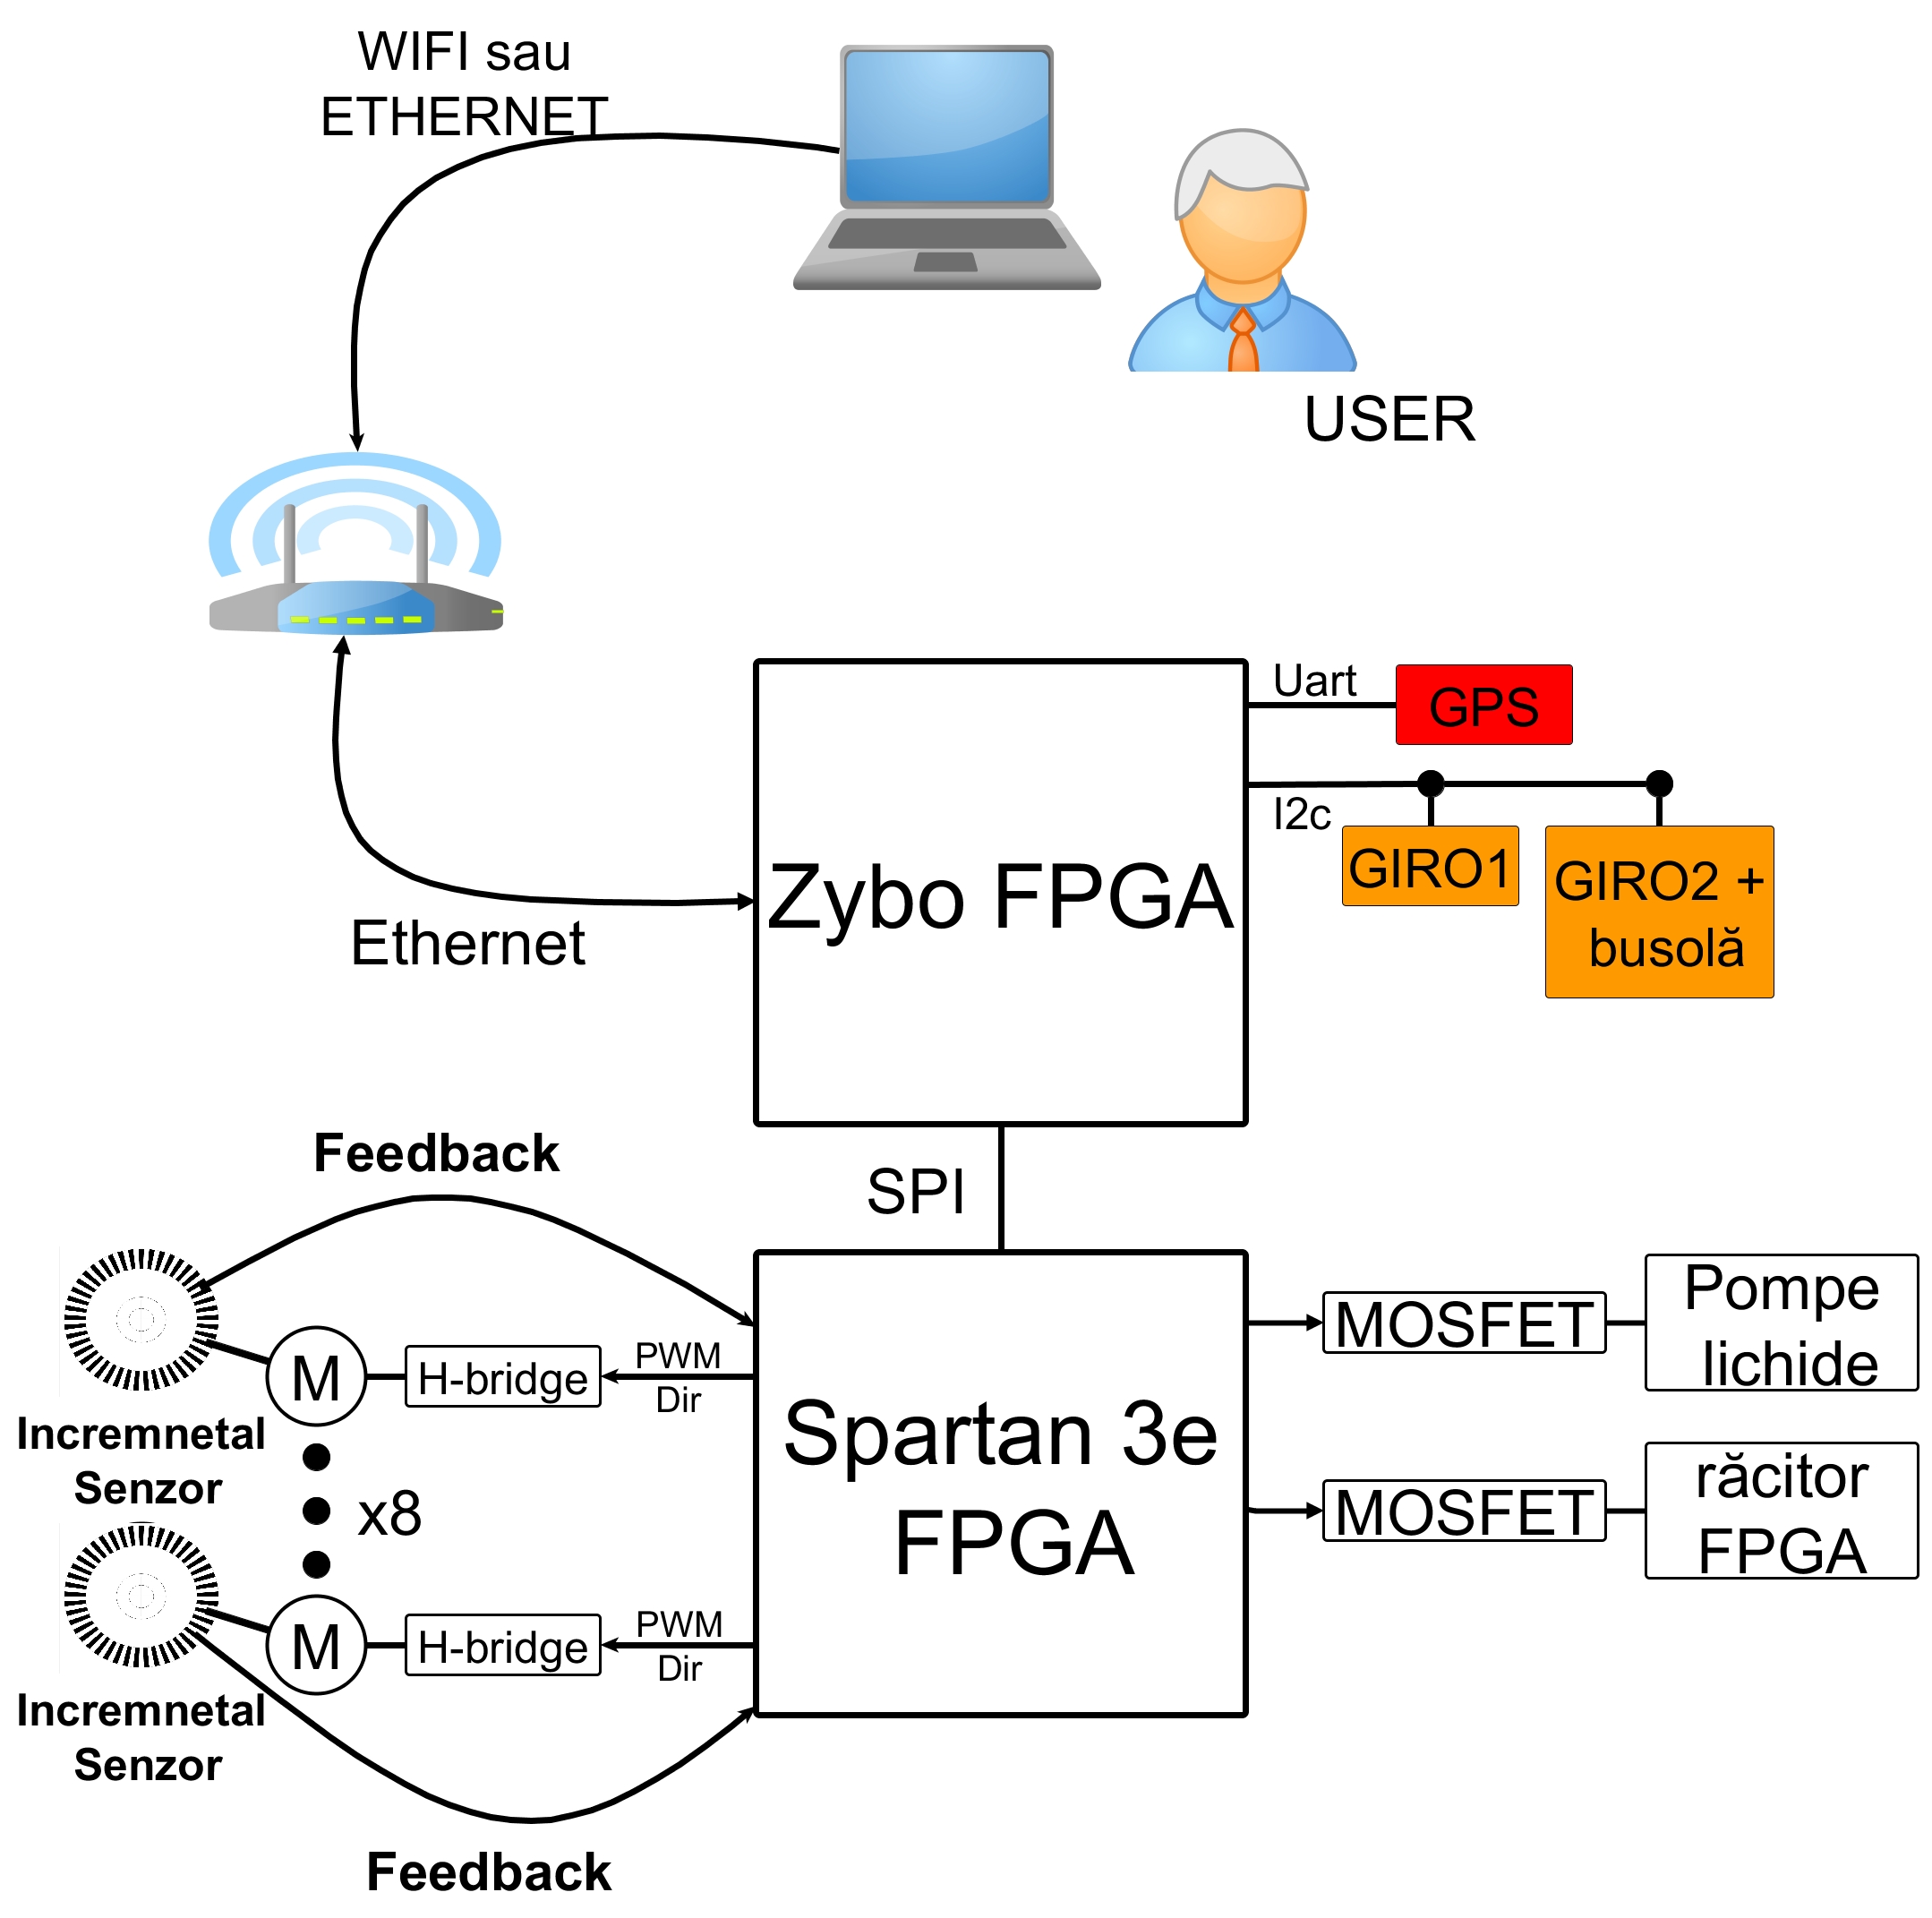 WIFI sau
ETHERNET
USER
Uart
GPS
I2c
GIRO1
GIRO2 +
busolă
Zybo FPGA
Ethernet
SPI
Feedback
Incremnetal
Senzor
M
H-bridge
PWM
Dir
x8
Spartan 3e
FPGA
MOSFET
Pompe
lichide
MOSFET
răcitor
FPGA
M
H-bridge
PWM
Dir
Incremnetal
Senzor
Feedback